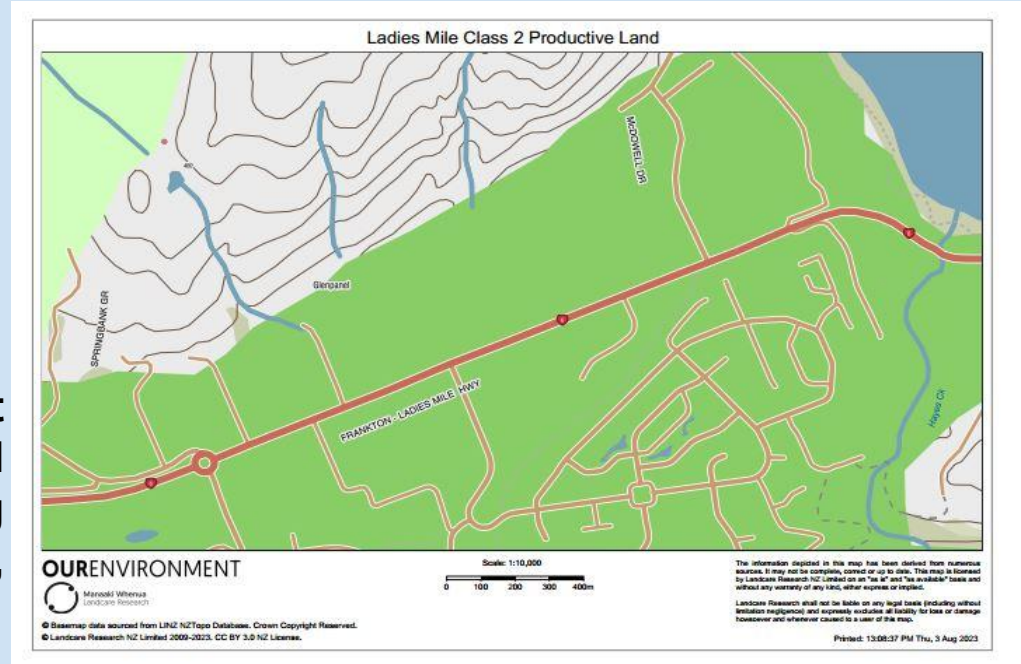 Ladies Mile Class 2 Productive Land
McDOWELL DR
6
Glenpanel
SPRINGBANK GR
6
FRANKTON - LADIES MILE HWY
Hayes Ck
6
OURENVIRONMENT
Manaaki Whenua
Landcare Research
© Basemap data sourced from LINZ NZTopo Database. Crown Copyright Reserved.
© Landcare Research NZ Limited 2009-2023. CC BY 3.0 NZ License.
Scale: 1:10,000
0 100 200 300 400m
The information depicted in this map has been derived from numerous
sources. It may not be complete, correct or up to date. This map is licensed
by Landcare Research NZ Limited on an "as is" and "as available" basis and
without any warranty of any kind, either express or implied.
Landcare Research shall not be liable on any legal basis (including without
limitation negligence) and expressly excludes all liability for loss or damage
howsoever and whenever caused to a user of this map.
Printed: 13:08:37 PM Thu, 3 Aug 2023